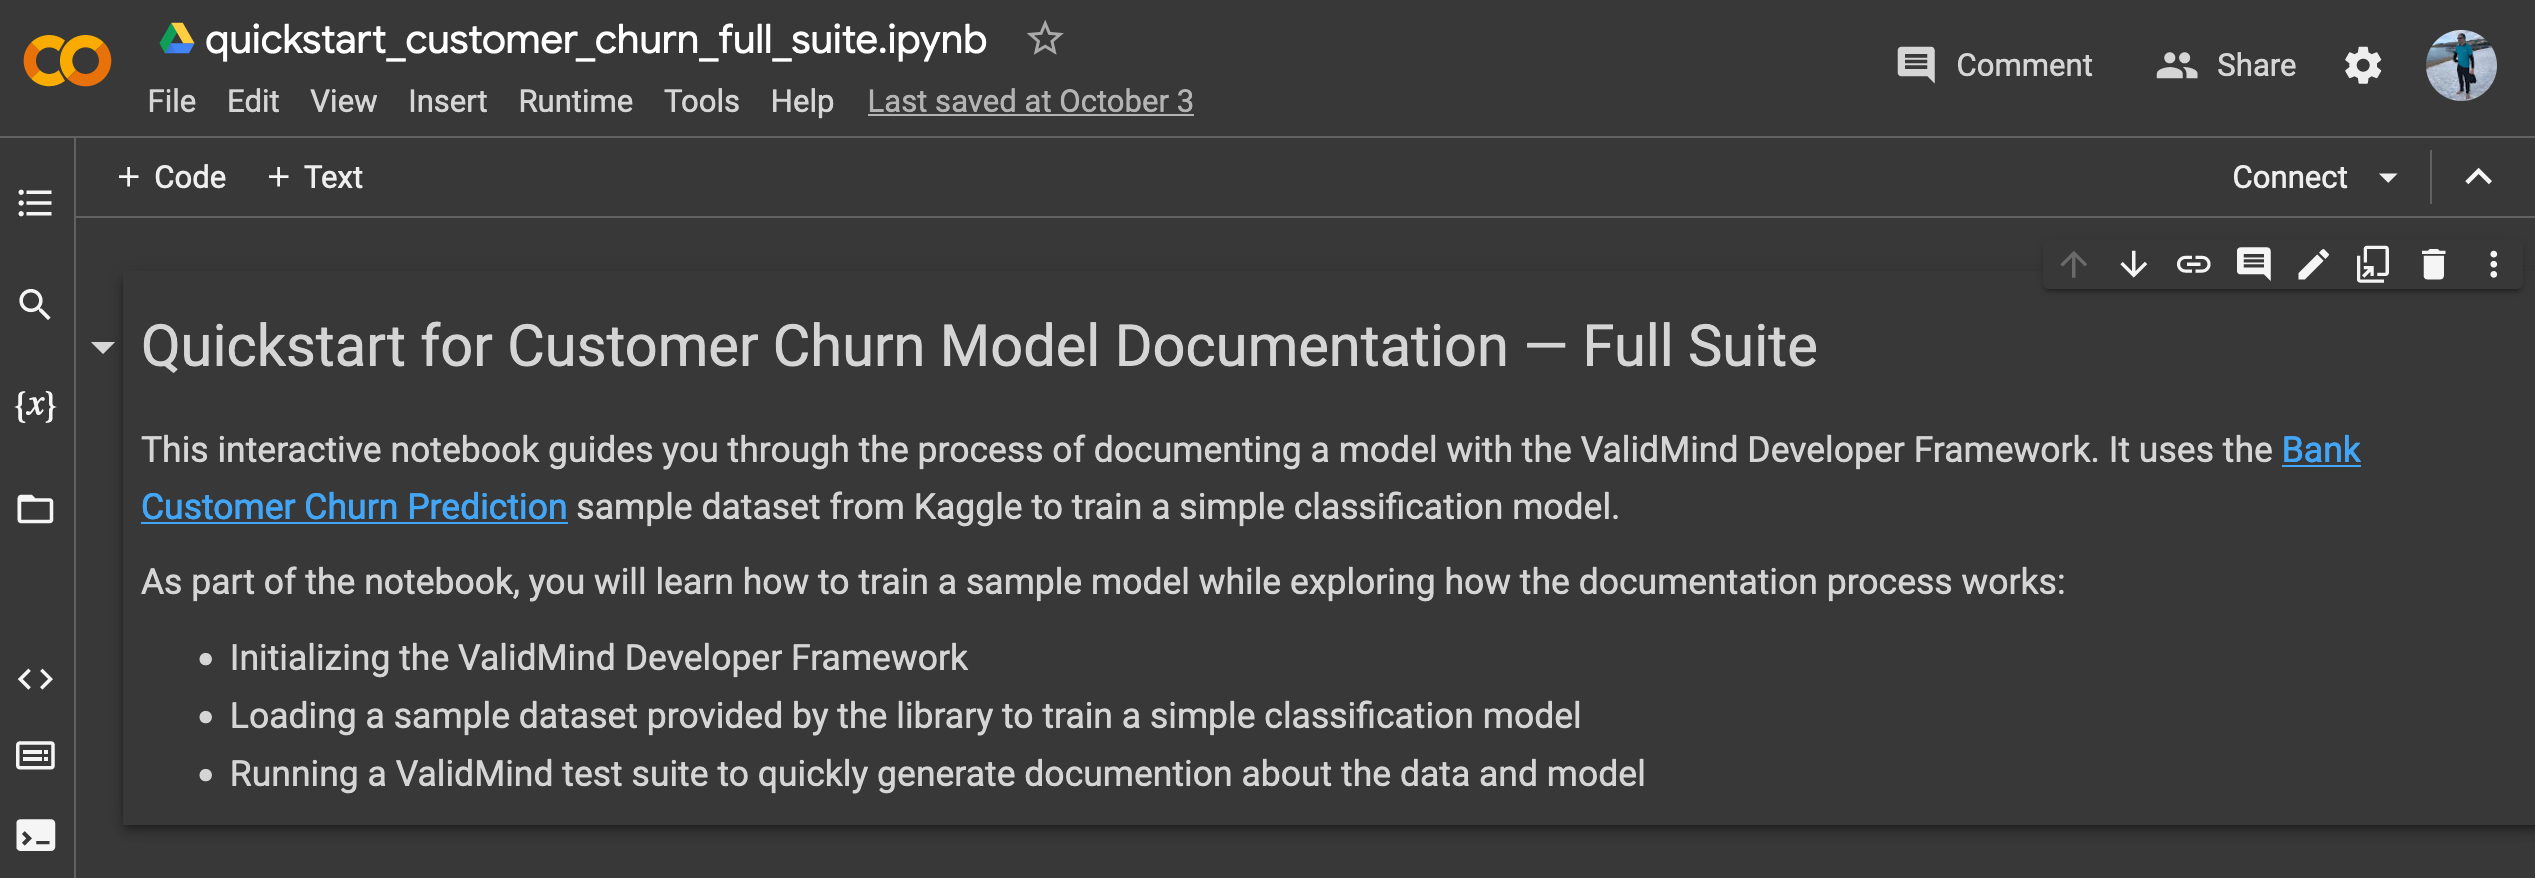 quickstart_customer_churn_full_suite.ipynb
Comment
Share
File Edit View Insert Runtime Tools Help Last saved at October 3
+ Code + Text
Connect
{x}
Quickstart for Customer Churn Model Documentation — Full Suite
This interactive notebook guides you through the process of documenting a model with the ValidMind Developer Framework. It uses the Bank
Customer Churn Prediction sample dataset from Kaggle to train a simple classification model.
As part of the notebook, you will learn how to train a sample model while exploring how the documentation process works:
• Initializing the ValidMind Developer Framework
• Loading a sample dataset provided by the library to train a simple classification model
• Running a ValidMind test suite to quickly generate documention about the data and model